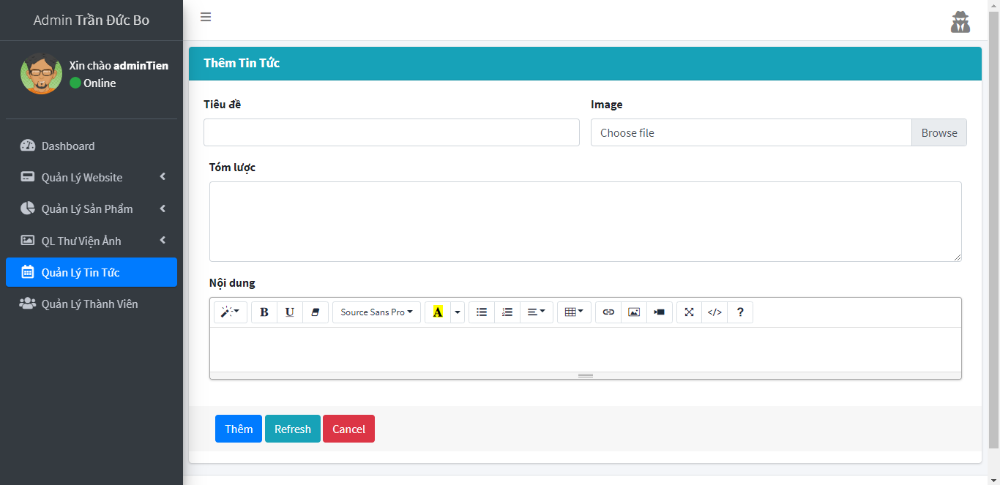 Admin Trần Đức Bo
Xin chào adminTien
Online
Dashboard
Quản Lý Website
Quản Lý Sản Phẩm
QL Thư Viện Ảnh
Quản Lý Tin Tức
Quản Lý Thành Viên
Thêm Tin Tức
Tiêu đề
Image
Choose file
Browse
Tóm lược
Nội dung
B U Source Sans Pro A </> ?
Thêm Refresh Cancel